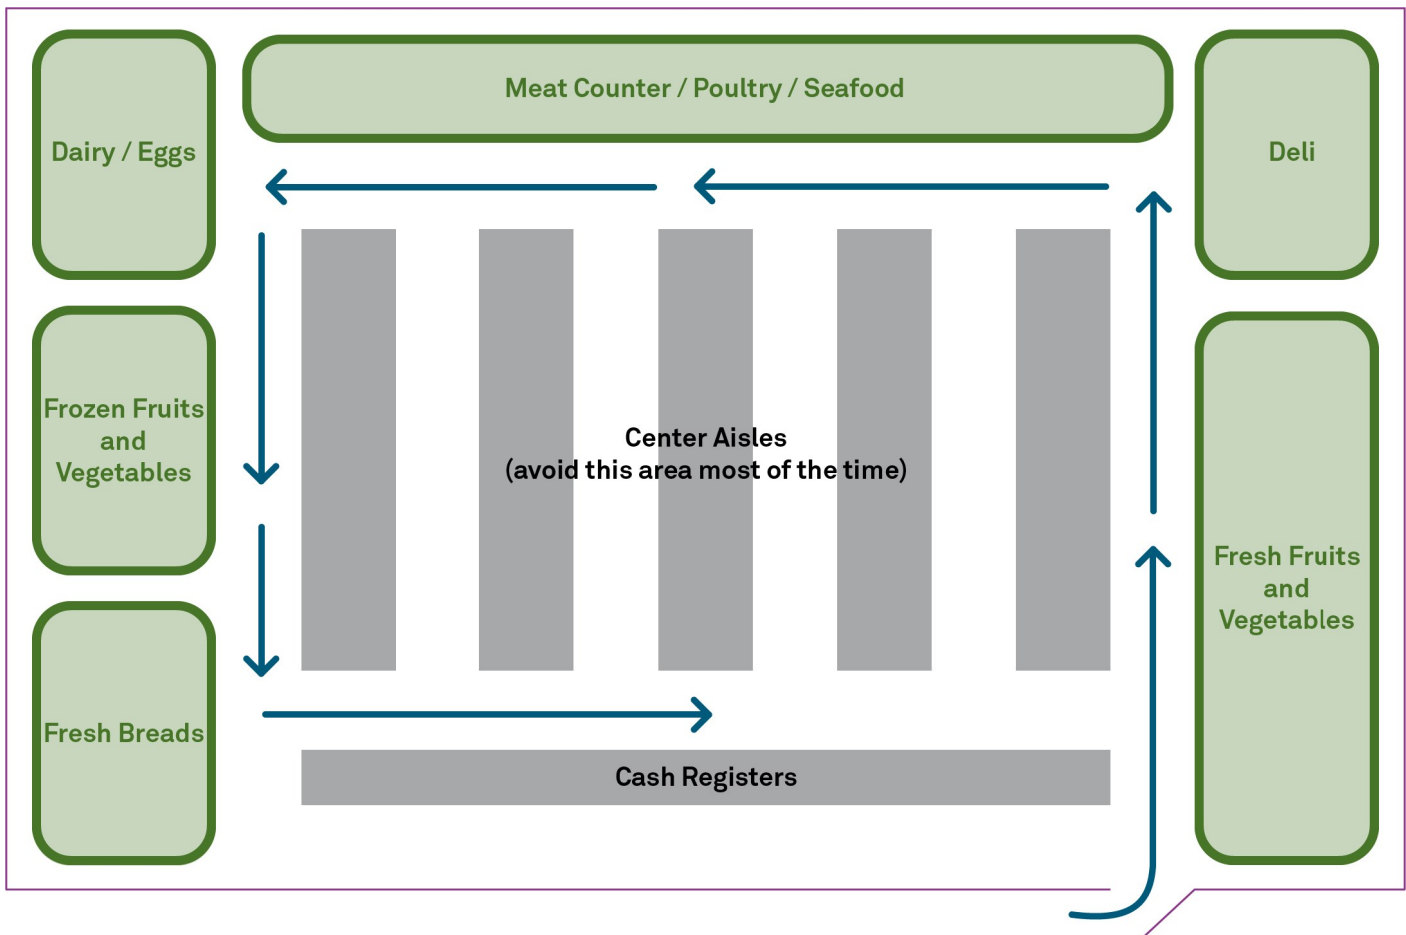 Meat Counter / Poultry / Seafood
Dairy / Eggs
Deli
Frozen Fruits
and
Vegetables
Center Aisles
(avoid this area most of the time)
Fresh Fruits
and
Vegetables
Fresh Breads
Cash Registers